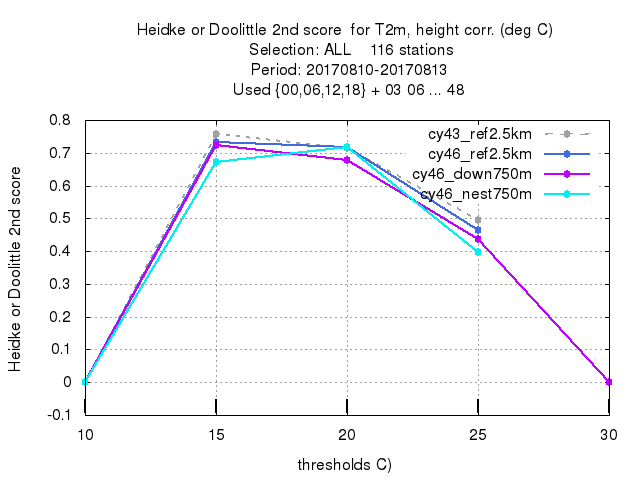 Heidke or Doolittle 2nd score  for T2m, height corr. (deg C)
Selection: ALL    116 stations
Period: 20170810-20170813
Used {00,06,12,18} + 03 06 ... 48
cy43_ref2.5km
cy46_ref2.5km
cy46_down750m
cy46_nest750m
Heidke or Doolittle 2nd score
0.8
0.7
0.6
0.5
0.4
0.3
0.2
0.1
0
-0.1
10 15 20 25 30
thresholds C)